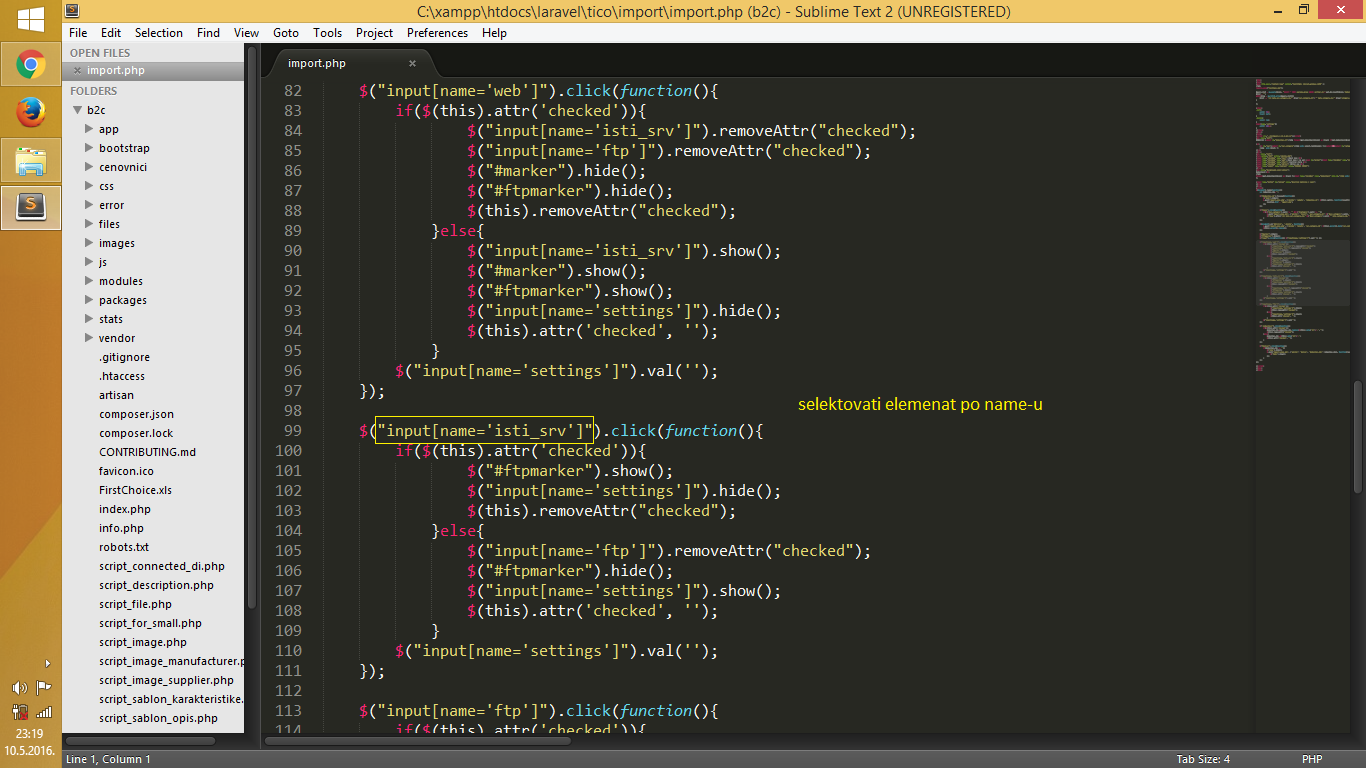 C:\xampp\htdocs\laravel\tico\import\import.php (b2c) - Sublime Text 2 (UNREGISTERED)
File Edit Selection Find View Goto Tools Project Preferences Help
OPEN FILES
import.php
FOLDERS
b2c
app
bootstrap
cenovnici
css
error
files
images
js
modules
packages
stats
vendor
.gitignore
.htaccess
artisan
composer.json
composer.lock
CONTRIBUTING.md
favicon.ico
FirstChoice.xls
index.php
info.php
robots.txt
script_connected_di.php
script_description.php
script_file.php
script_for_small.php
script_image.php
script_image_manufacturer.p
script_image_supplier.php
script_sablon_karakteristike.
script_sablon_opis.php
import.php
82 $("input[name='web']").click(function(){
83 if($(this).attr('checked')){
84 $("input[name='isti_srv']").removeAttr("checked");
85 $("input[name='ftp']").removeAttr("checked");
86 $("#marker").hide();
87 $("#ftpmarker").hide();
88 $(this).removeAttr("checked");
89 }else{
90 $("input[name='isti_srv']").show();
91 $("#marker").show();
92 $("#ftpmarker").show();
93 $("input[name='settings']").hide();
94 $(this).attr('checked', '');
95 }
96 $("input[name='settings']").val('');
97 });
98
selektovati elemenat po name-u
99 $("input[name='isti_srv']").click(function(){
100 if($(this).attr('checked')){
101 $("#ftpmarker").show();
102 $("input[name='settings']").hide();
103 $(this).removeAttr("checked");
104 }else{
105 $("input[name='ftp']").removeAttr("checked");
106 $("#ftpmarker").hide();
107 $("input[name='settings']").show();
108 $(this).attr('checked', '');
109 }
110 $("input[name='settings']").val('');
111 });
112
113 $("input[name='ftp']").click(function(){
114 if($(this).attr('checked')){
23:19
10.5.2016.
Line 1, Column 1
Tab Size: 4
PHP